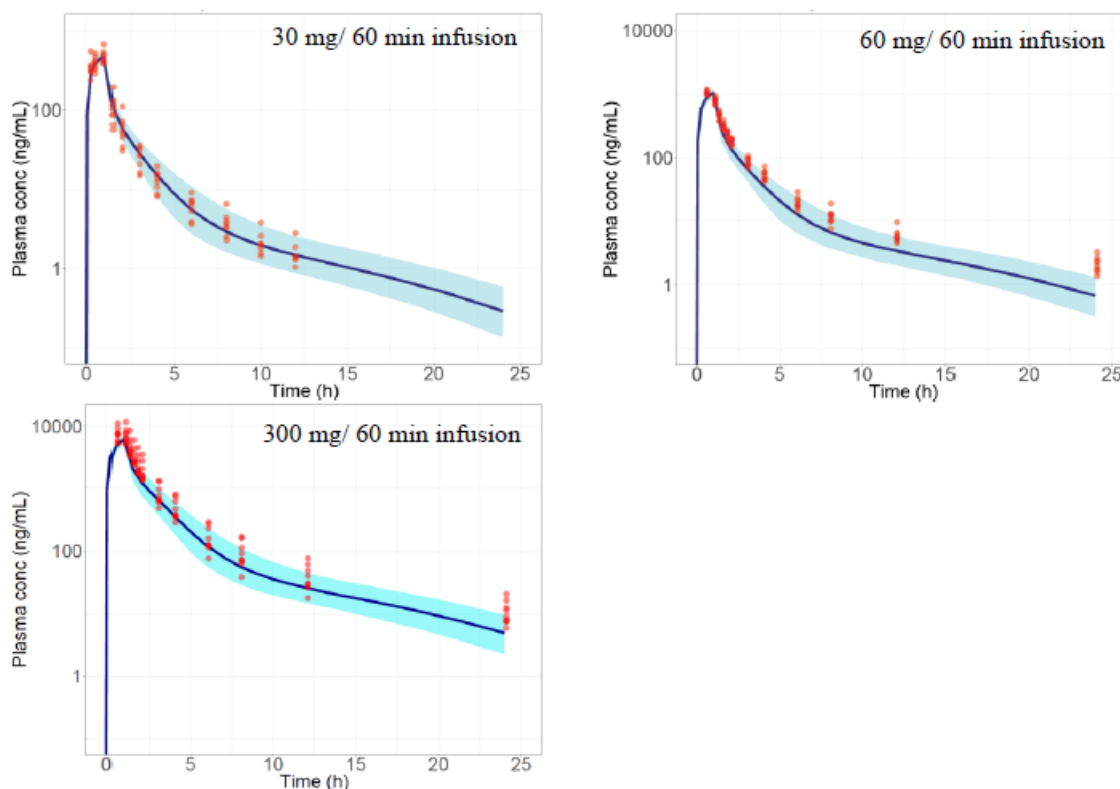 30 mg/ 60 min infusion
Plasma conc (ng/mL)
100
1
0 5 10 15 20 25
Time (h)
60 mg/ 60 min infusion
Plasma conc (ng/mL)
10000
100
1
0 5 10 15 20 25
Time (h)
300 mg/ 60 min infusion
Plasma conc (ng/mL)
10000
100
1
0 5 10 15 20 25
Time (h)